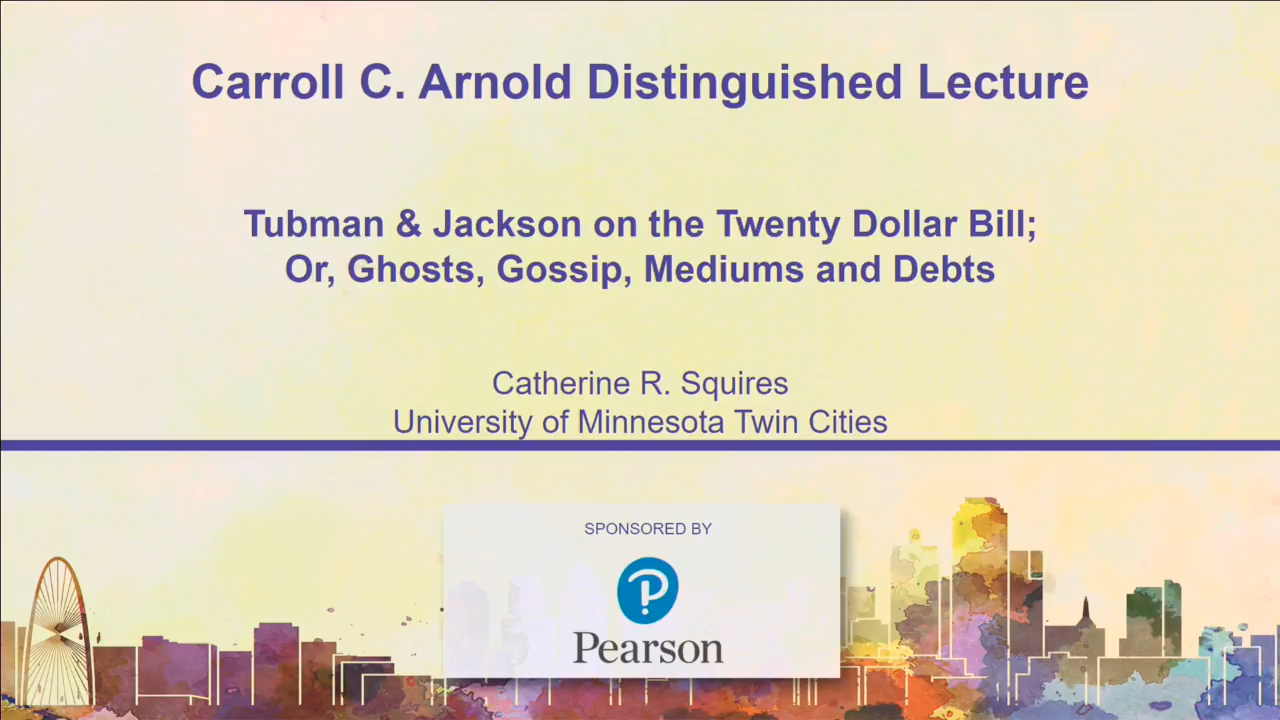 Carroll C. Arnold Distinguished Lecture
Tubman & Jackson on the Twenty Dollar Bill;
Or, Ghosts, Gossip, Mediums and Debts
Catherine R. Squires
University of Minnesota Twin Cities
SPONSORED BY
Pearson